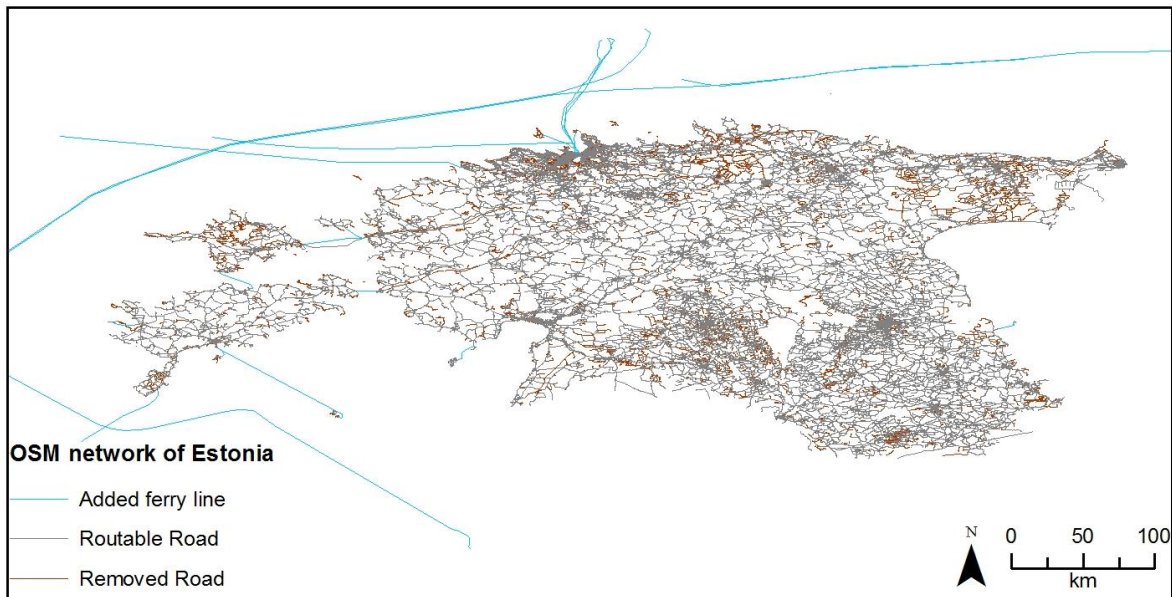 OSM network of Estonia
Added ferry line
Routable Road
Removed Road
N
0 50 100
km